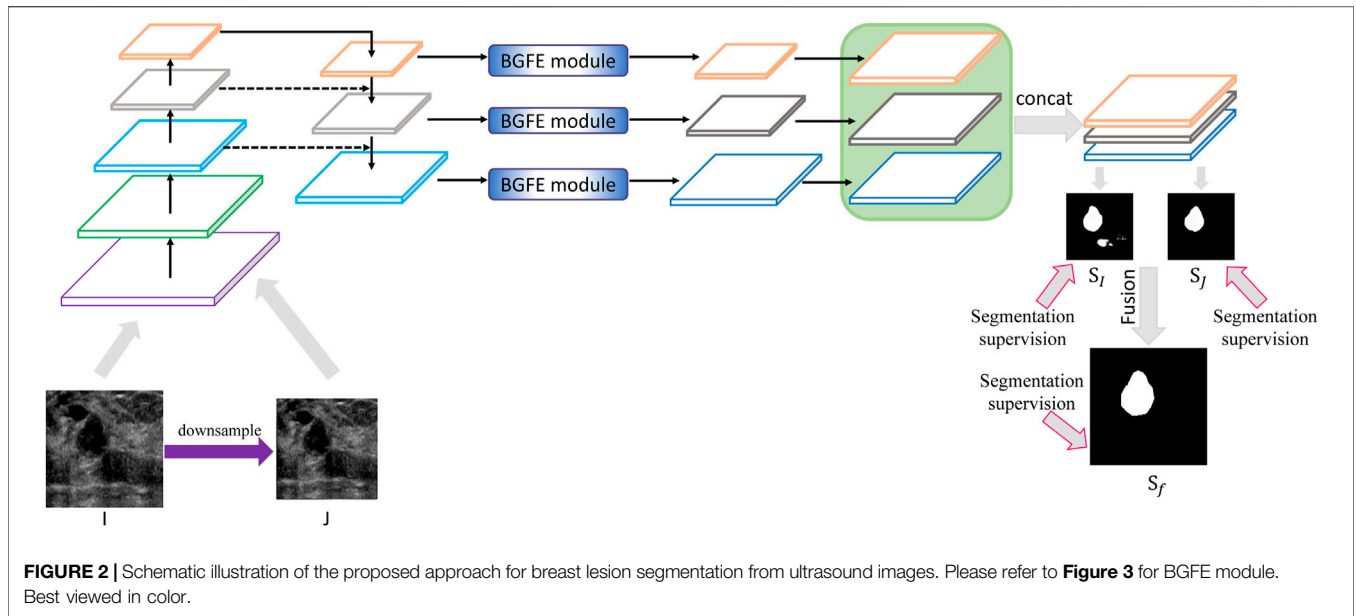 BGFE module
BGFE module
BGFE module
concat
S_I
S_J
Segmentation
supervision
Fusion
Segmentation
supervision
Segmentation
supervision
S_f
downsample
I
J
FIGURE 2 | Schematic illustration of the proposed approach for breast lesion segmentation from ultrasound images. Please refer to Figure 3 for BGFE module.
Best viewed in color.